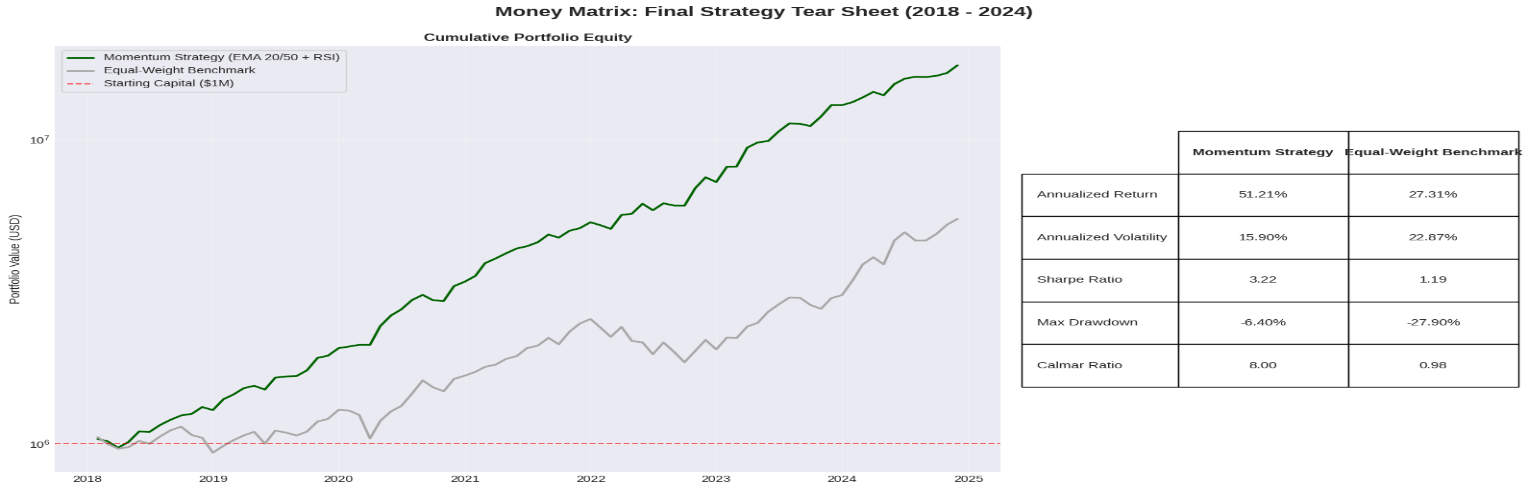 Money Matrix: Final Strategy Tear Sheet (2018 - 2024)
Cumulative Portfolio Equity
Momentum Strategy (EMA 20/50 + RSI)
Equal-Weight Benchmark
Starting Capital ($1M)
Portfolio Value (USD)
10⁷
10⁶
2018 2019 2020 2021 2022 2023 2024 2025
Momentum Strategy Equal-Weight Benchmark
Annualized Return 51.21% 27.31%
Annualized Volatility 15.90% 22.87%
Sharpe Ratio 3.22 1.19
Max Drawdown -6.40% -27.90%
Calmar Ratio 8.00 0.98